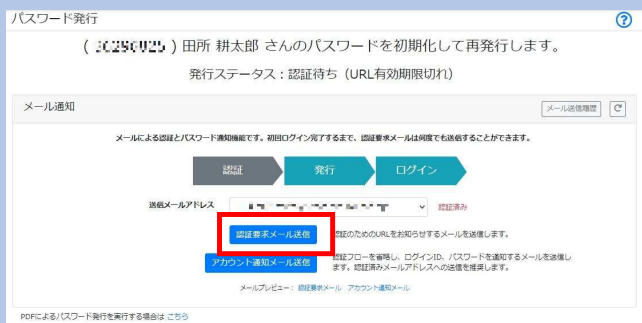 パスワード発行
( ) 田所 耕太郎 さんのパスワードを初期化して再発行します。
発行ステータス：認証待ち（URL有効期限切れ）
メール通知
メール送信履歴
メールによる認証とパスワード通知機能です。初回ログイン完了するまで、認証要求メールは何度でも送信することができます。
認証 発行 ログイン
送信メールアドレス 認証済み
認証要求メール送信 認証のためのURLをお知らせするメールを送信します。
アカウント通知メール送信 認証フローを省略し、ログインID、パスワードを通知するメールを送信し
ます。認証済みメールアドレスへの送信を推奨します。
メールプレビュー： 認証要求メール アカウント通知メール
PDFによるパスワード発行を実行する場合は こちら